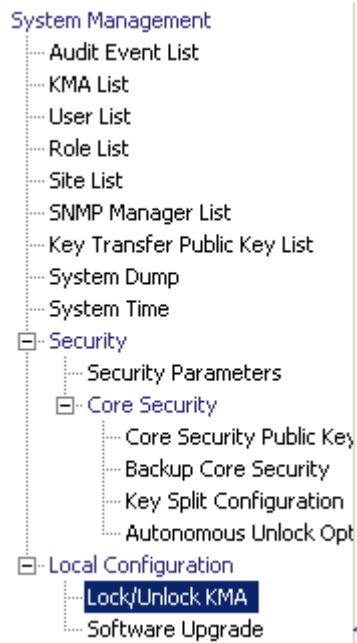 System Management
Audit Event List
KMA List
User List
Role List
Site List
SNMP Manager List
Key Transfer Public Key List
System Dump
System Time
Security
Security Parameters
Core Security
Core Security Public Key
Backup Core Security
Key Split Configuration
Autonomous Unlock Opt
Local Configuration
Lock/Unlock KMA
Software Upgrade